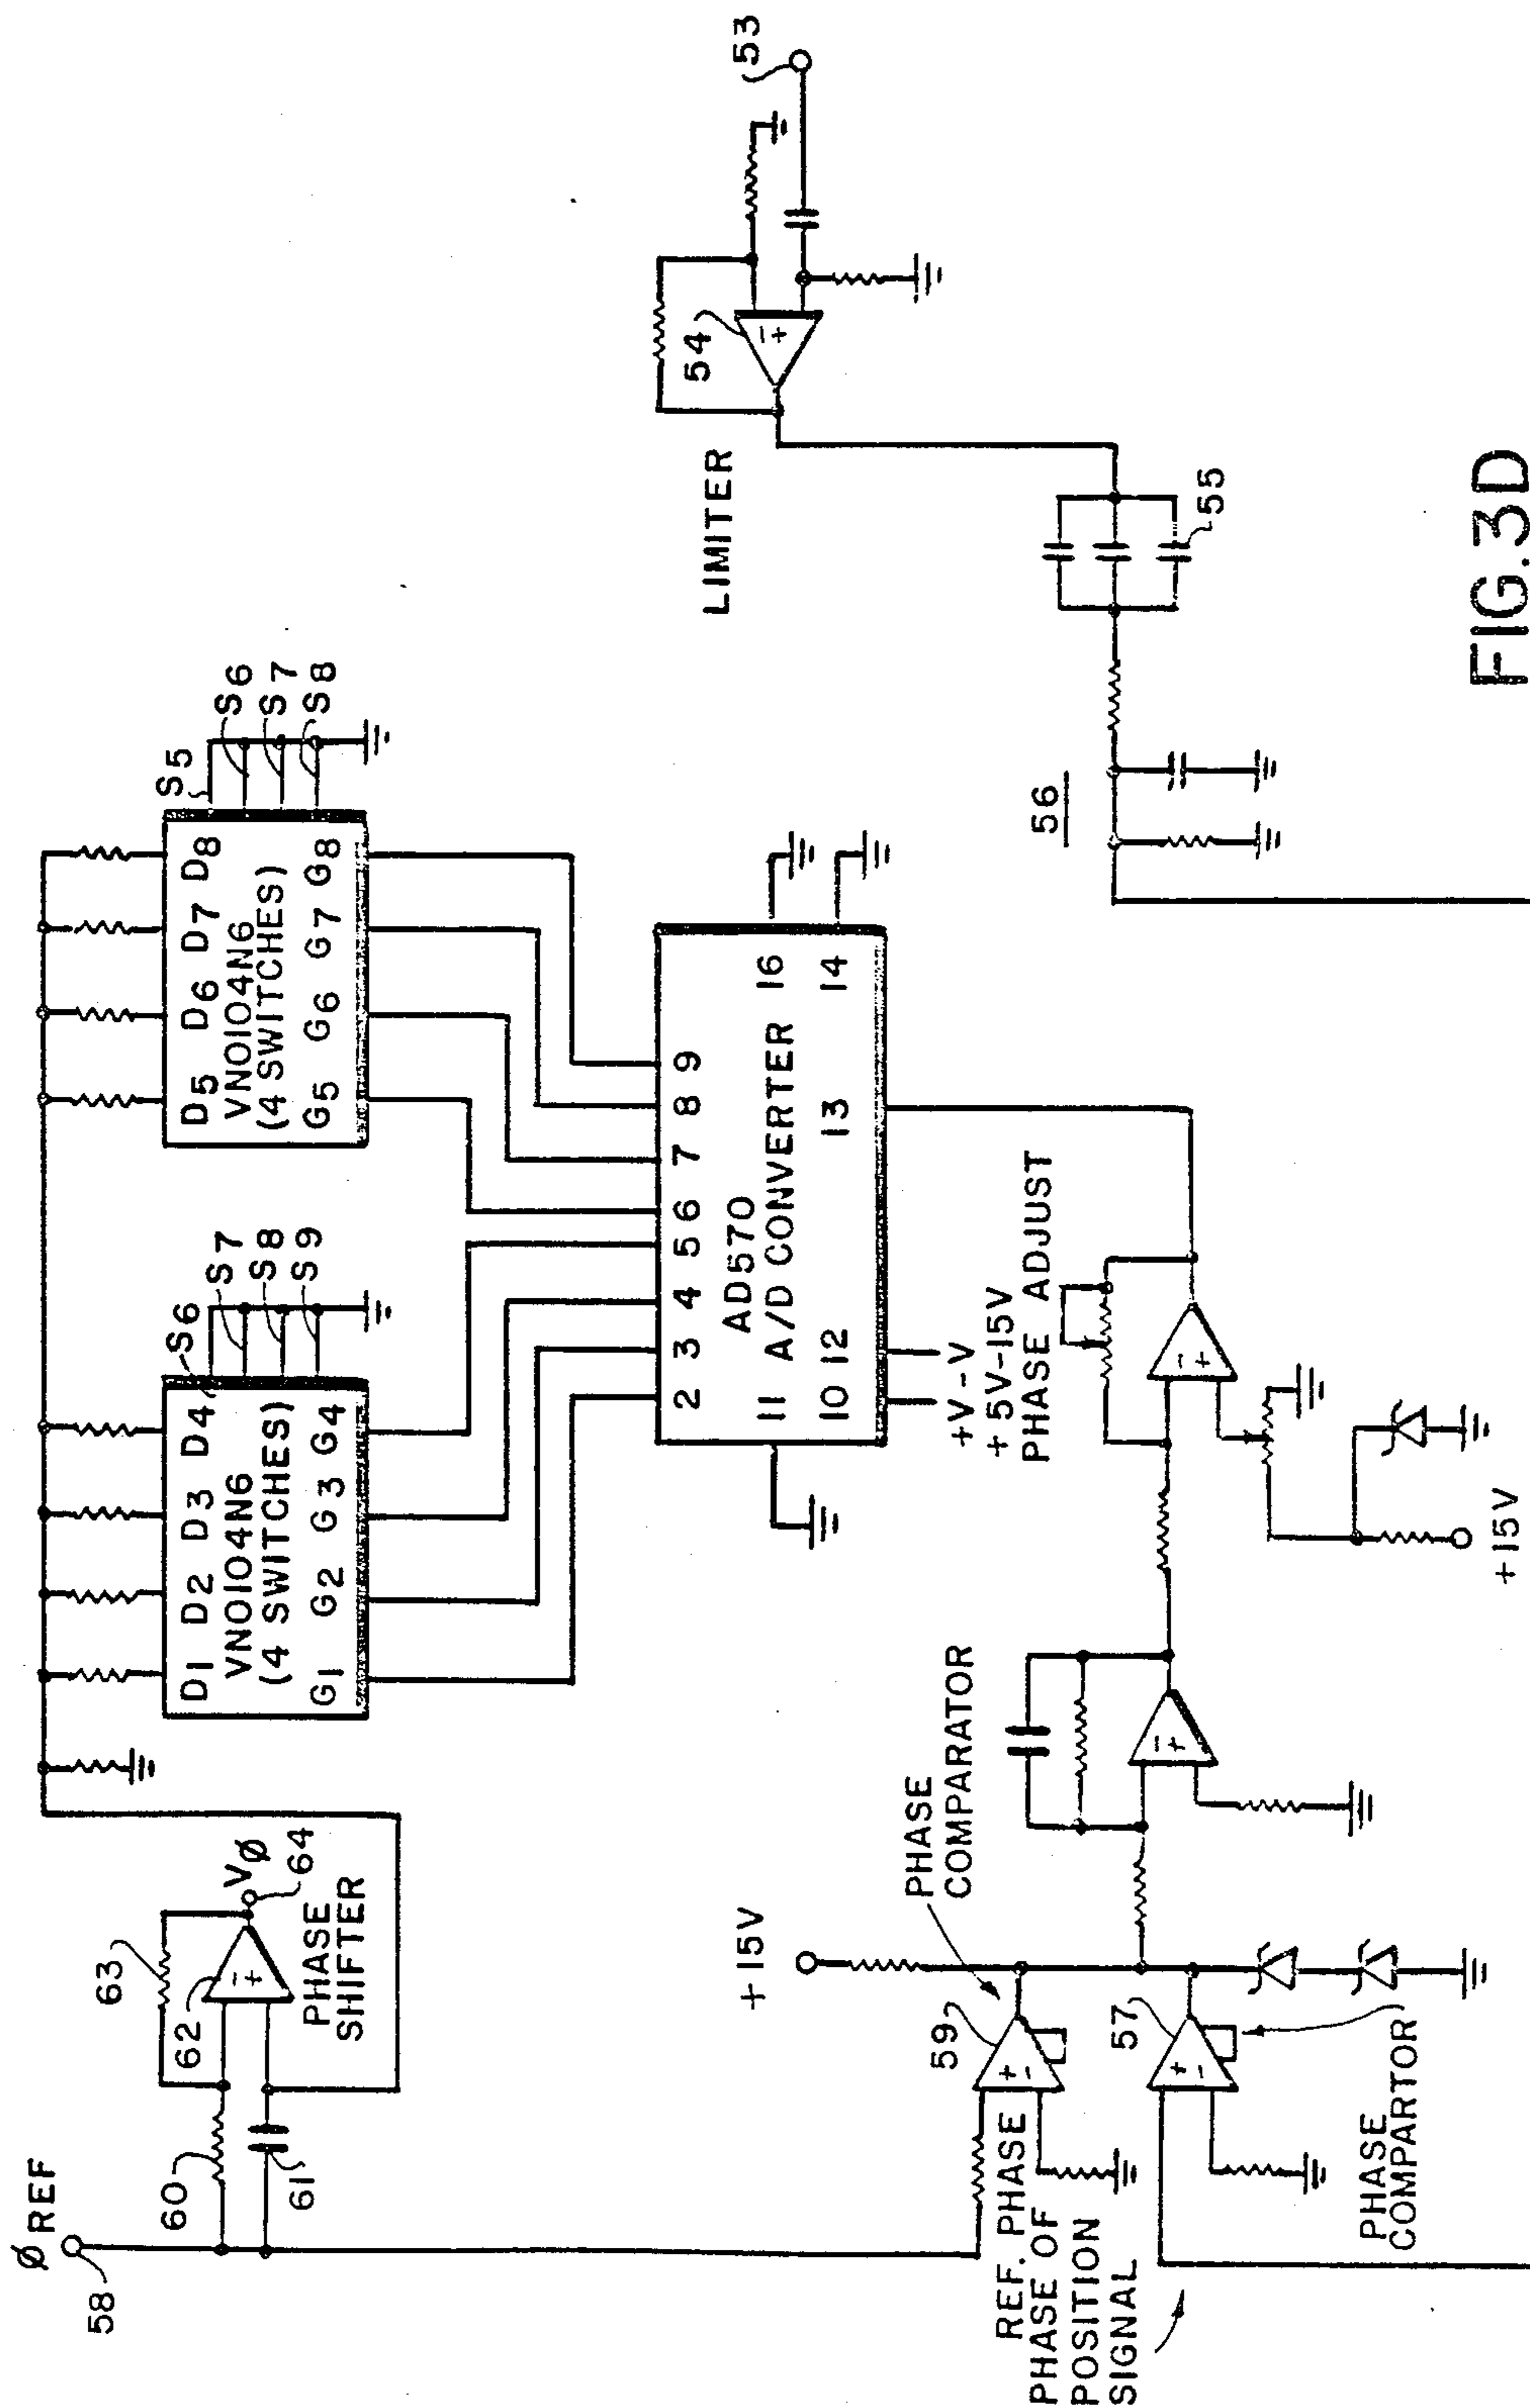 Ø REF
58
60
61
62
63
Vø
64
PHASE
SHIFTER
D1 D2 D3 D4
VN0104N6
(4 SWITCHES)
G1 G2 G3 G4
S6
S7
S8
S9
D5 D6 D7 D8
VN0104N6
(4 SWITCHES)
G5 G6 G7 G8
S5
S6
S7
S8
2 3 4 5 6 7 8 9
AD570
11 A/D CONVERTER 16
10 12 13 14
+V -V
+5V-15V
PHASE ADJUST
LIMITER
54
53
55
56
+15V
PHASE
COMPARATOR
59
REF. PHASE
PHASE OF
POSITION
SIGNAL
57
PHASE
COMPARTOR
+15V
FIG. 3D